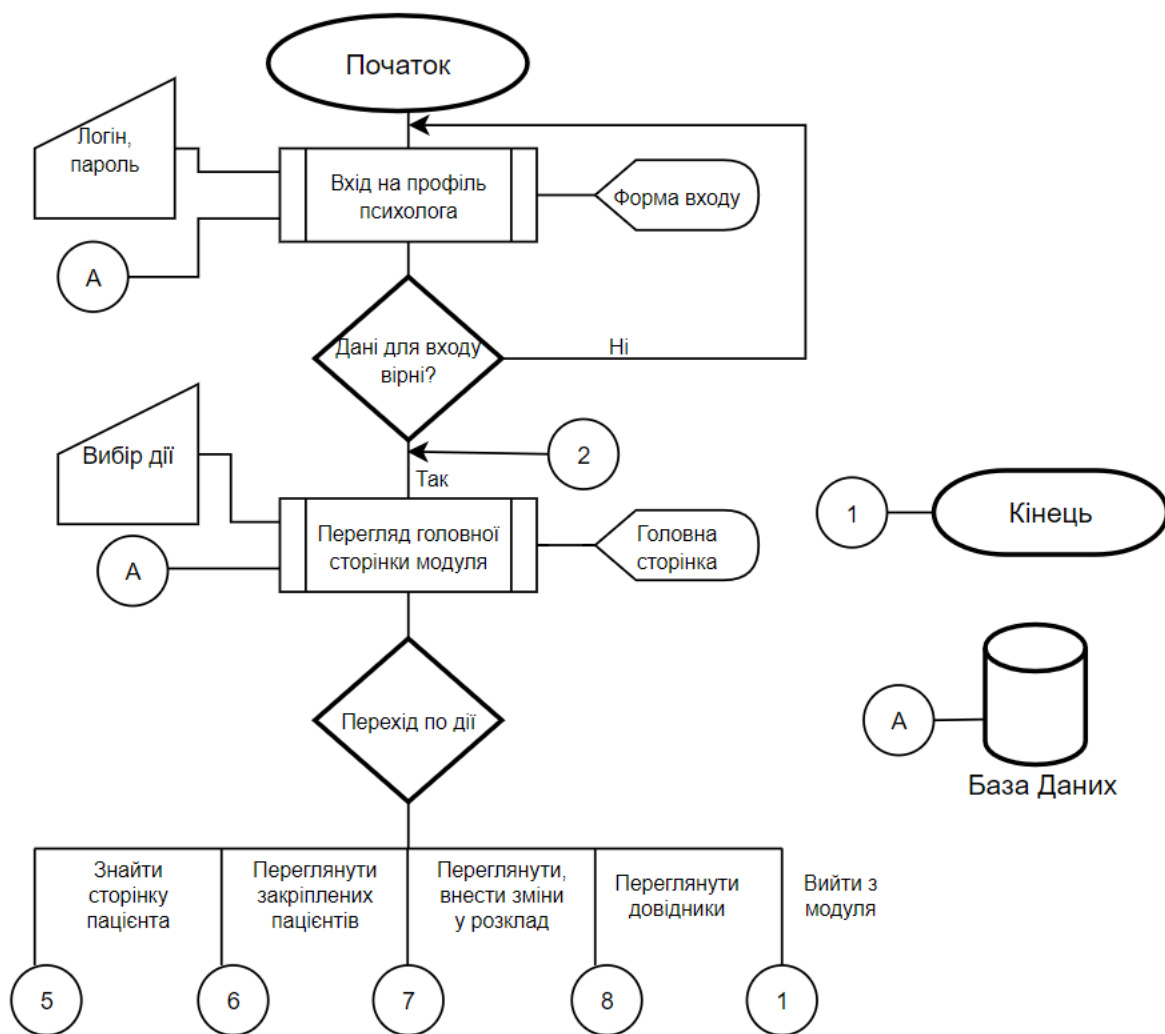 Початок
Логін,
пароль
Вхід на профіль
психолога
Форма входу
А
Дані для входу
вірні?
Ні
Вибір дії
2
Так
1
Кінець
Перегляд головної
сторінки модуля
Головна
сторінка
А
Перехід по дії
А
База Даних
Знайти
сторінку
пацієнта
Переглянути
закріплених
пацієнтів
Переглянути,
внести зміни
у розклад
Переглянути
довідники
Вийти з
модуля
5
6
7
8
1